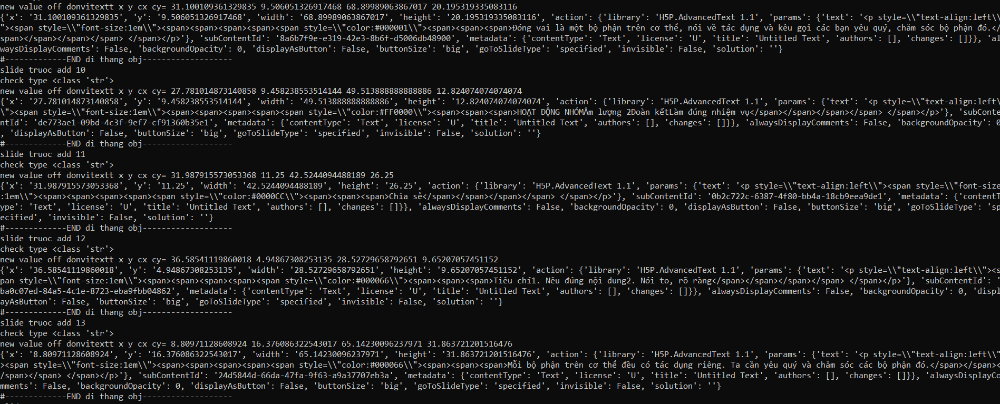 new value off donvitextt x y cx cy= 31.100109361329835 9.506051326917468 68.89989063867017 20.195319335083116
{'x': '31.100109361329835', 'y': '9.506051326917468', 'width': '68.89989063867017', 'height': '20.195319335083116', 'action': {'library': 'H5P.AdvancedText 1.1', 'params': {'text': '<p style=\\"text-align:left\\
"><span style=\\"font-size:1em\\"><span><span><span><span style=\\"color:#000001\\"><span><span><span>Đóng vai là một bộ phận trên cơ thể, nói về tác dụng và kêu gọi các bạn yêu quý, chăm sóc bộ phận đó.</
span></span></span></span> </span></p>'}, 'subContentId': '8a6b7f9e-e319-42e3-8b6f-d5006db48900', 'metadata': {'contentType': 'Text', 'license': 'U', 'title': 'Untitled Text', 'authors': [], 'changes': []}}, 'al
waysDisplayComments': False, 'backgroundOpacity': 0, 'displayAsButton': False, 'buttonSize': 'big', 'goToSlideType': 'specified', 'invisible': False, 'solution': ''}
#-------------END di thang obj-------------------
slide truoc add 10
check type <class 'str'>
new value off donvitextt x y cx cy= 27.781014873140858 9.458238553514144 49.513888888888886 12.824074074074074
{'x': '27.781014873140858', 'y': '9.458238553514144', 'width': '49.513888888888886', 'height': '12.824074074074074', 'action': {'library': 'H5P.AdvancedText 1.1', 'params': {'text': '<p style=\\"text-align:left\
\"><span style=\\"font-size:1em\\"><span><span><span><span style=\\"color:#FF0000\\"><span><span><span>HOẠT ĐỘNG NHÓMÂm lượng 2Đoàn kếtLàm đúng nhiệm vụ</span></span></span></span> </span></p>'}, 'subConte
ntId': 'de773ae1-09bd-4c3f-9ef7-cf91360b35e1', 'metadata': {'contentType': 'Text', 'license': 'U', 'title': 'Untitled Text', 'authors': [], 'changes': []}}, 'alwaysDisplayComments': False, 'backgroundOpacity': 0
, 'displayAsButton': False, 'buttonSize': 'big', 'goToSlideType': 'specified', 'invisible': False, 'solution': ''}
#-------------END di thang obj-------------------
slide truoc add 11
check type <class 'str'>
new value off donvitextt x y cx cy= 31.987915573053368 11.25 42.5244094488189 26.25
{'x': '31.987915573053368', 'y': '11.25', 'width': '42.5244094488189', 'height': '26.25', 'action': {'library': 'H5P.AdvancedText 1.1', 'params': {'text': '<p style=\\"text-align:left\\"><span style=\\"font-size
:1em\\"><span><span><span><span style=\\"color:#0000CC\\"><span><span><span>Chia sẻ</span></span></span></span> </span></p>'}, 'subContentId': '0b2c722c-6387-4f80-bb4a-18cb9eea9de1', 'metadata': {'contentT
ype': 'Text', 'license': 'U', 'title': 'Untitled Text', 'authors': [], 'changes': []}}, 'alwaysDisplayComments': False, 'backgroundOpacity': 0, 'displayAsButton': False, 'buttonSize': 'big', 'goToSlideType': 'sp
ecified', 'invisible': False, 'solution': ''}
#-------------END di thang obj-------------------
slide truoc add 12
check type <class 'str'>
new value off donvitextt x y cx cy= 36.58541119860018 4.94867308253135 28.52729658792651 9.65207057451152
{'x': '36.58541119860018', 'y': '4.94867308253135', 'width': '28.52729658792651', 'height': '9.65207057451152', 'action': {'library': 'H5P.AdvancedText 1.1', 'params': {'text': '<p style=\\"text-align:left\\"><s
pan style=\\"font-size:1em\\"><span><span><span><span style=\\"color:#000066\\"><span><span><span>Tiêu chí1. Nêu đúng nội dung2. Nói to, rõ ràng</span></span></span></span> </span></p>'}, 'subContentId': '
ba0c07ed-84a5-4c1e-8723-eba9fbb04862', 'metadata': {'contentType': 'Text', 'license': 'U', 'title': 'Untitled Text', 'authors': [], 'changes': []}}, 'alwaysDisplayComments': False, 'backgroundOpacity': 0, 'displ
ayAsButton': False, 'buttonSize': 'big', 'goToSlideType': 'specified', 'invisible': False, 'solution': ''}
#-------------END di thang obj-------------------
slide truoc add 13
check type <class 'str'>
new value off donvitextt x y cx cy= 8.80971128608924 16.376086322543017 65.14230096237971 31.863721201516476
{'x': '8.80971128608924', 'y': '16.376086322543017', 'width': '65.14230096237971', 'height': '31.863721201516476', 'action': {'library': 'H5P.AdvancedText 1.1', 'params': {'text': '<p style=\\"text-align:left\\"
><span style=\\"font-size:1em\\"><span><span><span><span style=\\"color:#000066\\"><span><span><span>Mỗi bộ phận trên cơ thể đều có tác dụng riêng. Ta cần yêu quý và chăm sóc các bộ phận đó.</span></span><
/span></span> </span></p>'}, 'subContentId': '24d5844d-66da-47fa-9f63-a9a37707eb3a', 'metadata': {'contentType': 'Text', 'license': 'U', 'title': 'Untitled Text', 'authors': [], 'changes': []}}, 'alwaysDisplayCo
mments': False, 'backgroundOpacity': 0, 'displayAsButton': False, 'buttonSize': 'big', 'goToSlideType': 'specified', 'invisible': False, 'solution': ''}
#-------------END di thang obj-------------------